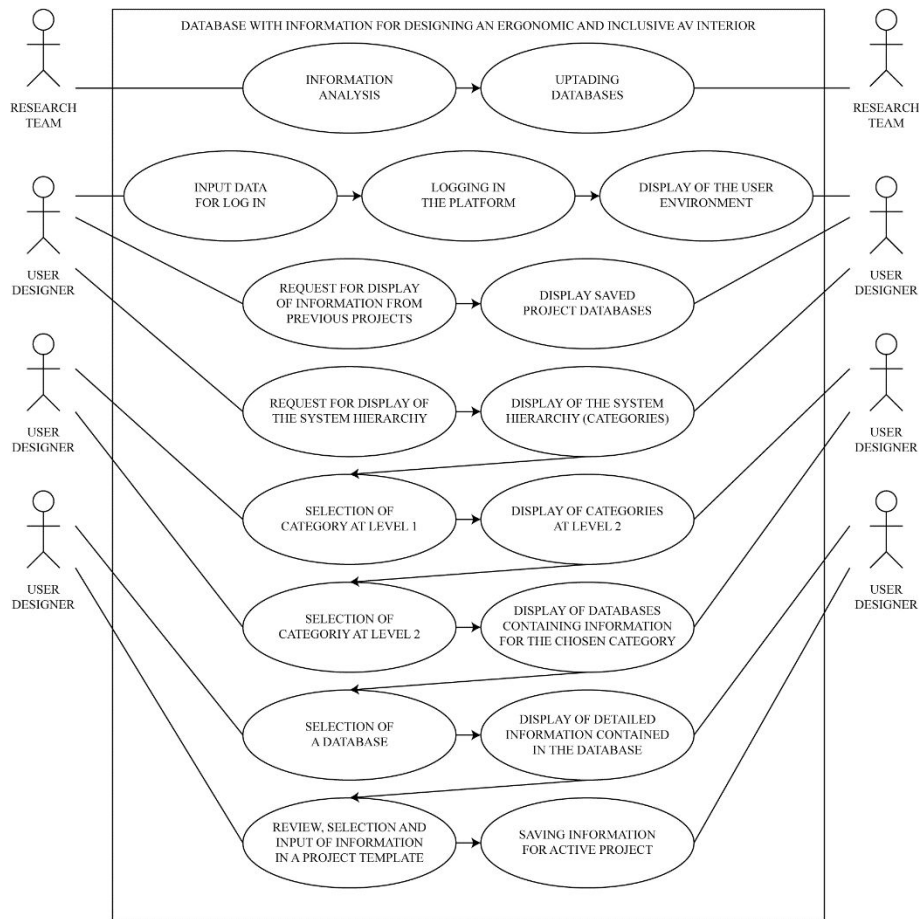 DATABASE WITH INFORMATION FOR DESIGNING AN ERGONOMIC AND INCLUSIVE AV INTERIOR
INFORMATION
ANALYSIS
UPTADING
DATABASES
RESEARCH
TEAM
RESEARCH
TEAM
INPUT DATA
FOR LOG IN
LOGGING IN
THE PLATFORM
DISPLAY OF THE USER
ENVIRONMENT
USER
DESIGNER
USER
DESIGNER
REQUEST FOR DISPLAY
OF INFORMATION FROM
PREVIOUS PROJECTS
DISPLAY SAVED
PROJECT DATABASES
REQUEST FOR DISPLAY OF
THE SYSTEM HIERARCHY
DISPLAY OF THE SYSTEM
HIERARCHY (CATEGORIES)
USER
DESIGNER
USER
DESIGNER
SELECTION OF
CATEGORY AT LEVEL 1
DISPLAY OF CATEGORIES
AT LEVEL 2
USER
DESIGNER
USER
DESIGNER
SELECTION OF
CATEGORIY AT LEVEL 2
DISPLAY OF DATABASES
CONTAINING INFORMATION
FOR THE CHOSEN CATEGORY
SELECTION OF
A DATABASE
DISPLAY OF DETAILED
INFORMATION CONTAINED
IN THE DATABASE
REVIEW, SELECTION AND
INPUT OF INFORMATION
IN A PROJECT TEMPLATE
SAVING INFORMATION
FOR ACTIVE PROJECT